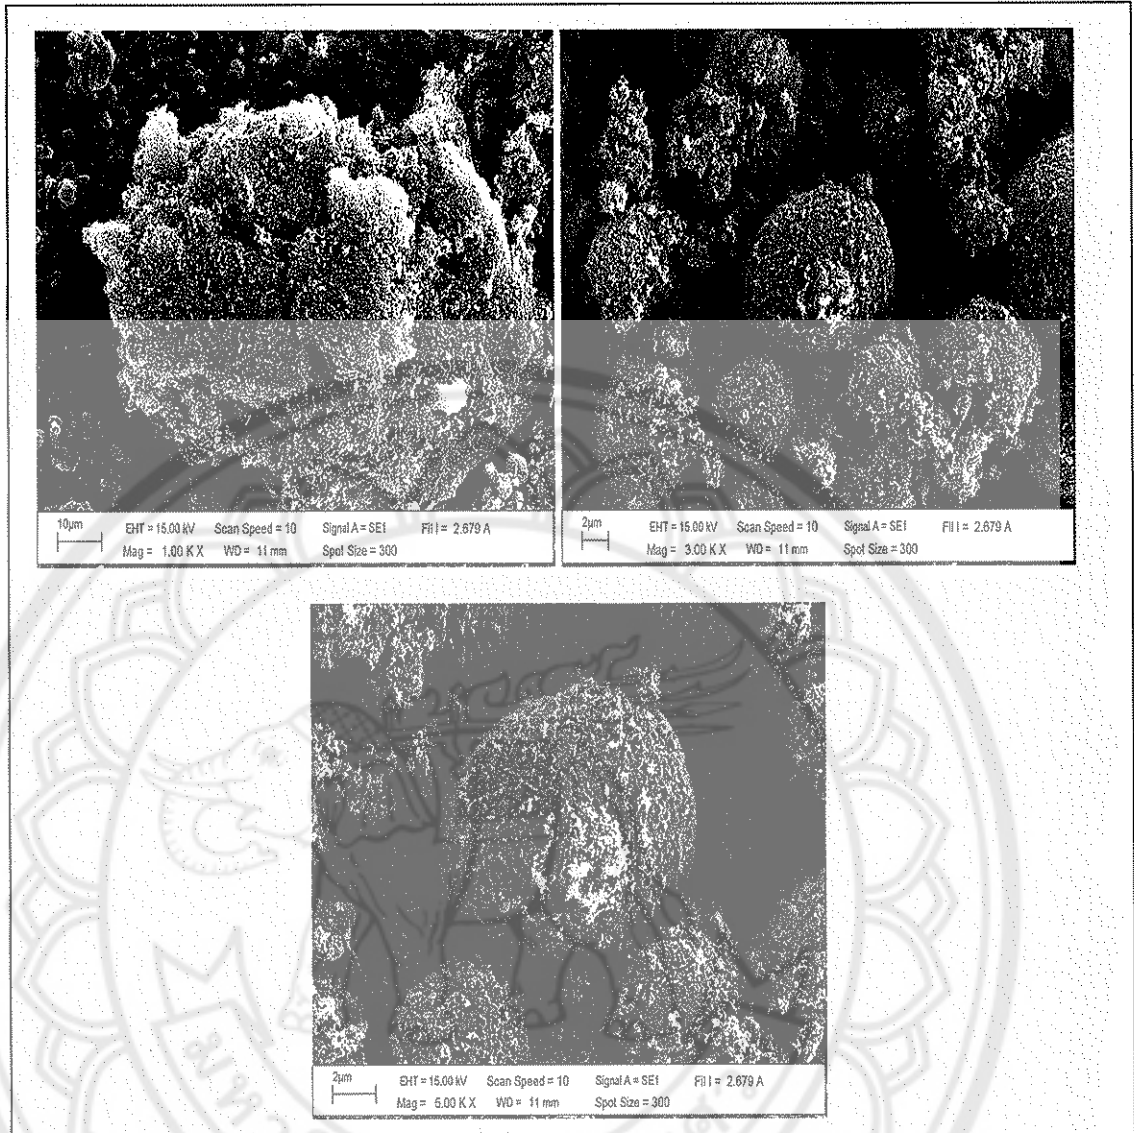 10µm EHT = 15.00 kV Scan Speed = 10 Signal A = SE1 Fil I = 2.679 A
Mag = 1.00 K X WD = 11 mm Spot Size = 300
2µm EHT = 15.00 kV Scan Speed = 10 Signal A = SE1 Fil I = 2.679 A
Mag = 3.00 K X WD = 11 mm Spot Size = 300
2µm EHT = 15.00 kV Scan Speed = 10 Signal A = SE1 Fil I = 2.679 A
Mag = 5.00 K X WD = 11 mm Spot Size = 300